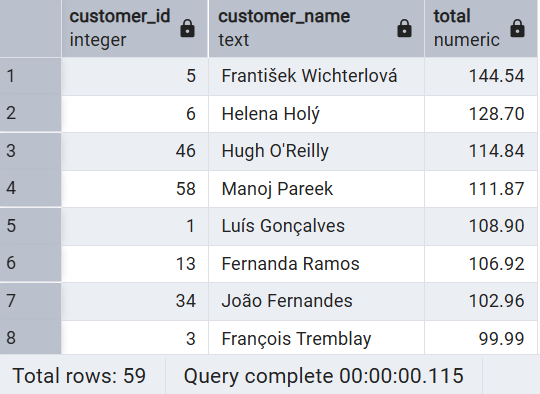 customer_id customer_name total
integer text numeric
1 5 František Wichterlová 144.54
2 6 Helena Holý 128.70
3 46 Hugh O'Reilly 114.84
4 58 Manoj Pareek 111.87
5 1 Luís Gonçalves 108.90
6 13 Fernanda Ramos 106.92
7 34 João Fernandes 102.96
8 3 François Tremblay 99.99
Total rows: 59 Query complete 00:00:00.115